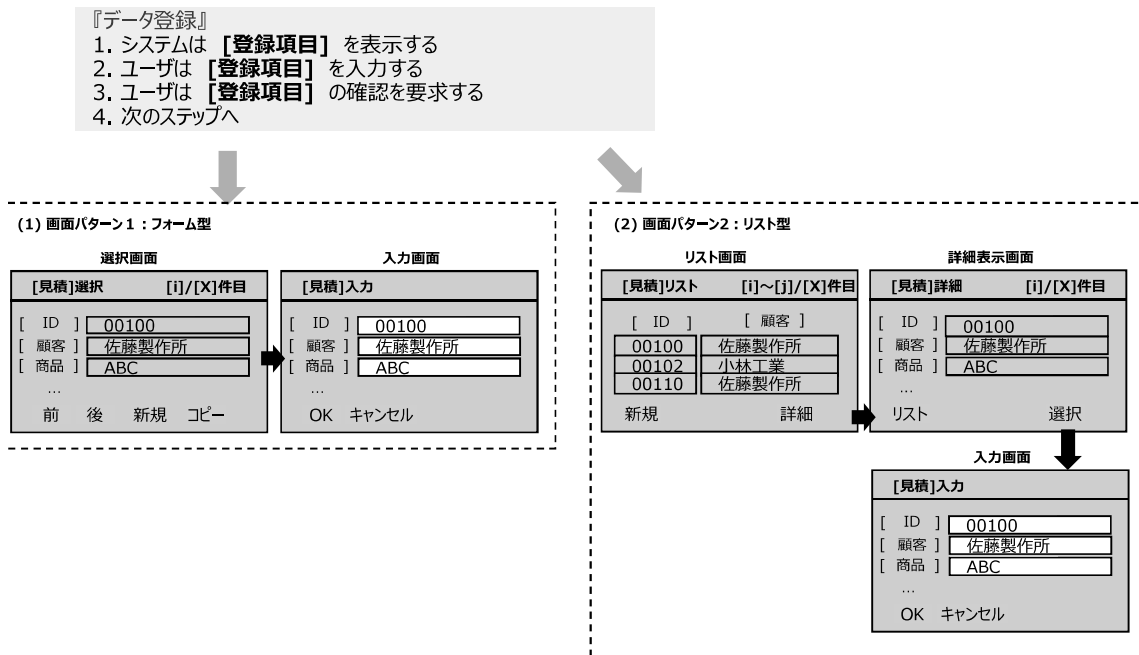 『データ登録』
1. システムは [登録項目] を表示する
2. ユーザは [登録項目] を入力する
3. ユーザは [登録項目] の確認を要求する
4. 次のステップへ
(1) 画面パターン１：フォーム型
選択画面
[見積]選択 [i]/[X]件目
[ ID ] 00100
[ 顧客 ] 佐藤製作所
[ 商品 ] ABC
…
前 後 新規 コピー
入力画面
[見積]入力
[ ID ] 00100
[ 顧客 ] 佐藤製作所
[ 商品 ] ABC
…
OK キャンセル
(2) 画面パターン2：リスト型
リスト画面
[見積]リスト [i]～[j]/[X]件目
[ ID ] [ 顧客 ]
00100 佐藤製作所
00102 小林工業
00110 佐藤製作所
新規 詳細
詳細表示画面
[見積]詳細 [i]/[X]件目
[ ID ] 00100
[ 顧客 ] 佐藤製作所
[ 商品 ] ABC
…
リスト 選択
入力画面
[見積]入力
[ ID ] 00100
[ 顧客 ] 佐藤製作所
[ 商品 ] ABC
…
OK キャンセル